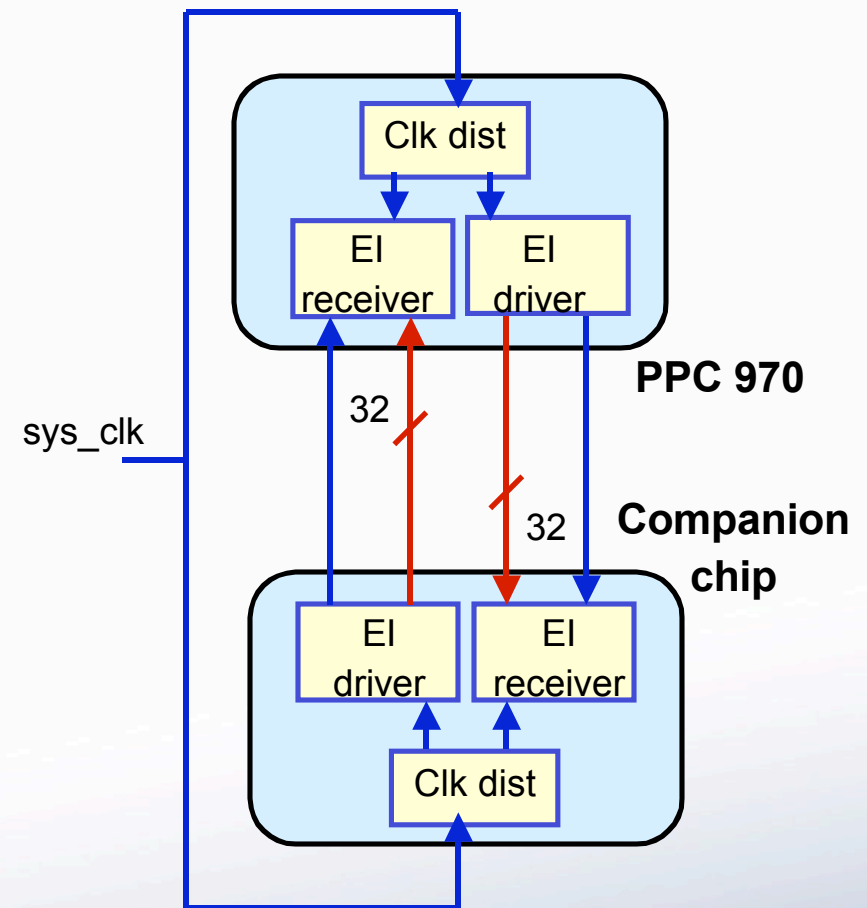 Clk dist
EI
receiver
EI
driver
PPC 970
32
sys_clk
32
Companion
chip
EI
driver
EI
receiver
Clk dist